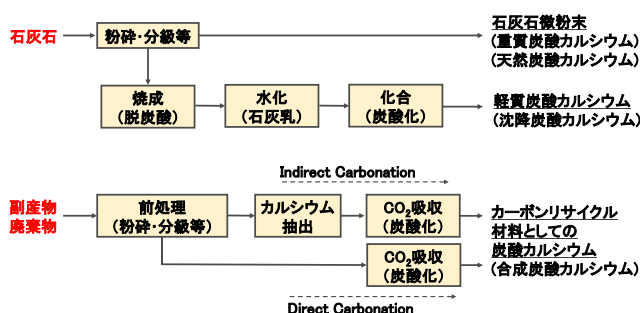 石灰石
粉砕・分級等
石灰石微粉末
(重質炭酸カルシウム)
(天然炭酸カルシウム)
焼成
(脱炭酸)
水化
(石灰乳)
化合
(炭酸化)
軽質炭酸カルシウム
(沈降炭酸カルシウム)
Indirect Carbonation
副産物
廃棄物
前処理
(粉砕・分級等)
カルシウム
抽出
CO₂吸収
(炭酸化)
カーボンリサイクル
材料としての
炭酸カルシウム
(合成炭酸カルシウム)
CO₂吸収
(炭酸化)
Direct Carbonation